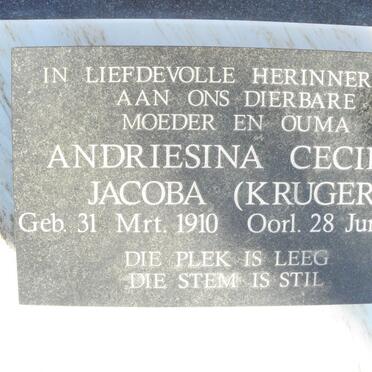 IN LIEFDEVOLLE HERINNER
AAN ONS DIERBARE
MOEDER EN OUMA
ANDRIESINA CECI
JACOBA (KRUGER
Geb. 31 Mrt. 1910 Oorl. 28 Jun
DIE PLEK IS LEEG
DIE STEM IS STIL